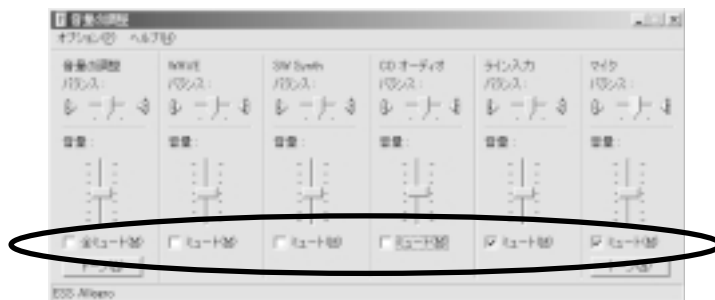 音量の調整
オプション(P) ヘルプ(H)
音量の調整 WAVE SW Synth CD オーディオ ライン入力 マイク
バランス: バランス: バランス: バランス: バランス: バランス:
音量: 音量: 音量: 音量: 音量: 音量:
全ミュート(M) ミュート(M) ミュート(M) ミュート(M) ミュート(M) ミュート(M)
ESS Allegro